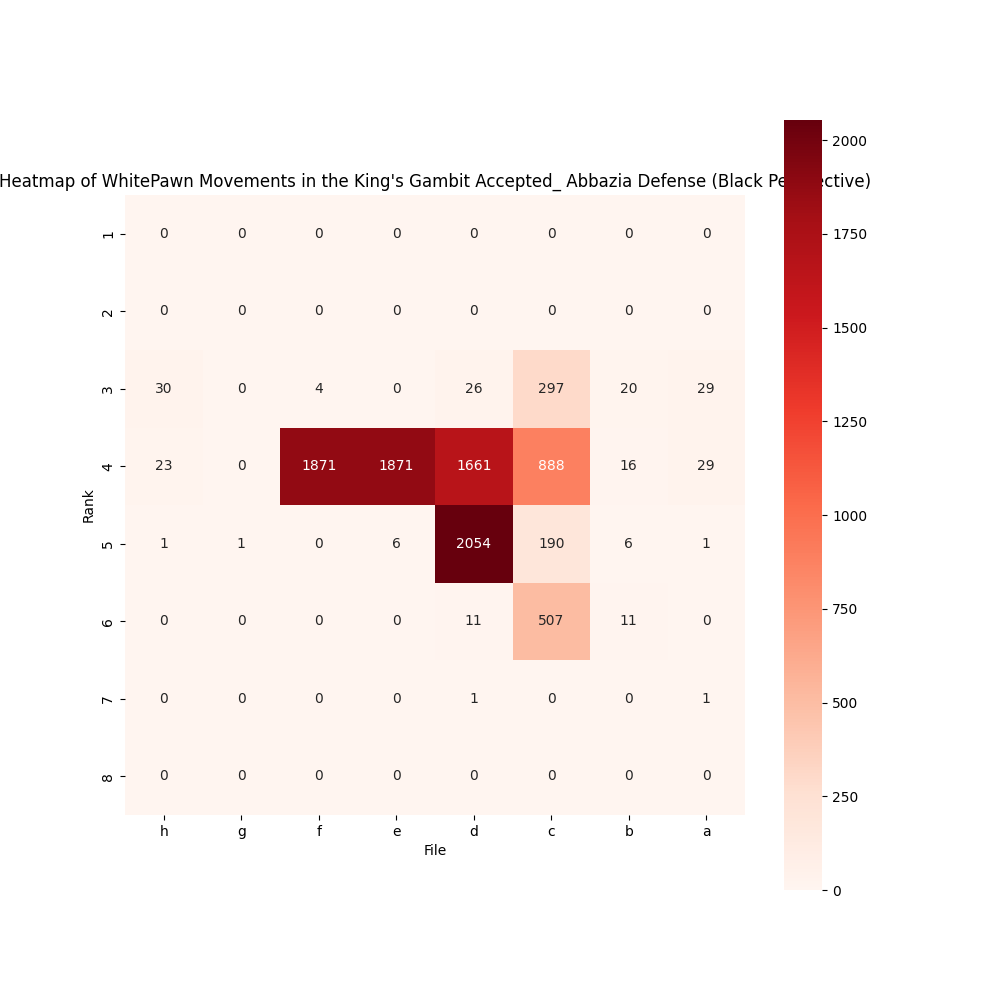 Heatmap of WhitePawn Movements in the King's Gambit Accepted_ Abbazia Defense (Black Perspective)
2000
1750
1500
1250
1000
750
500
250
0
Rank
1 0 0 0 0 0 0 0 0
2 0 0 0 0 0 0 0 0
3 30 0 4 0 26 297 20 29
4 23 0 1871 1871 1661 888 16 29
5 1 1 0 6 2054 190 6 1
6 0 0 0 0 11 507 11 0
7 0 0 0 0 1 0 0 1
8 0 0 0 0 0 0 0 0
h g f e d c b a
File